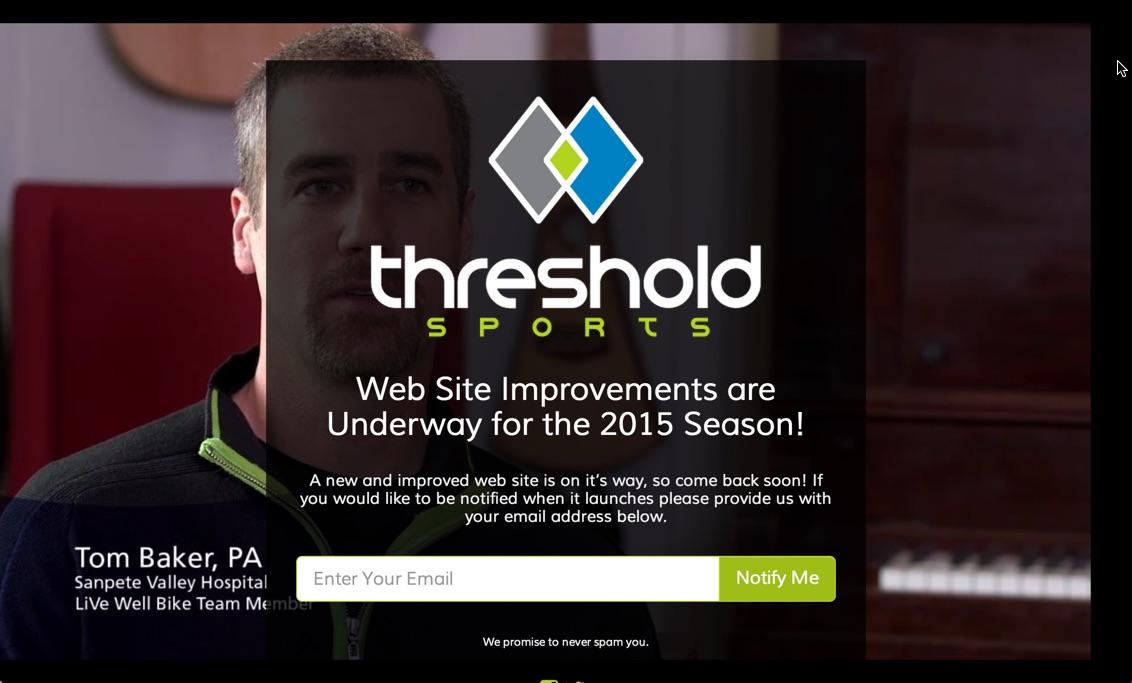 threshold
SPORTS
Web Site Improvements are
Underway for the 2015 Season!
A new and improved web site is on it's way, so come back soon! If
you would like to be notified when it launches please provide us with
your email address below.
Tom Baker, PA
Sanpete Valley Hospital
LiVe Well Bike Team Member
Enter Your Email
Notify Me
We promise to never spam you.